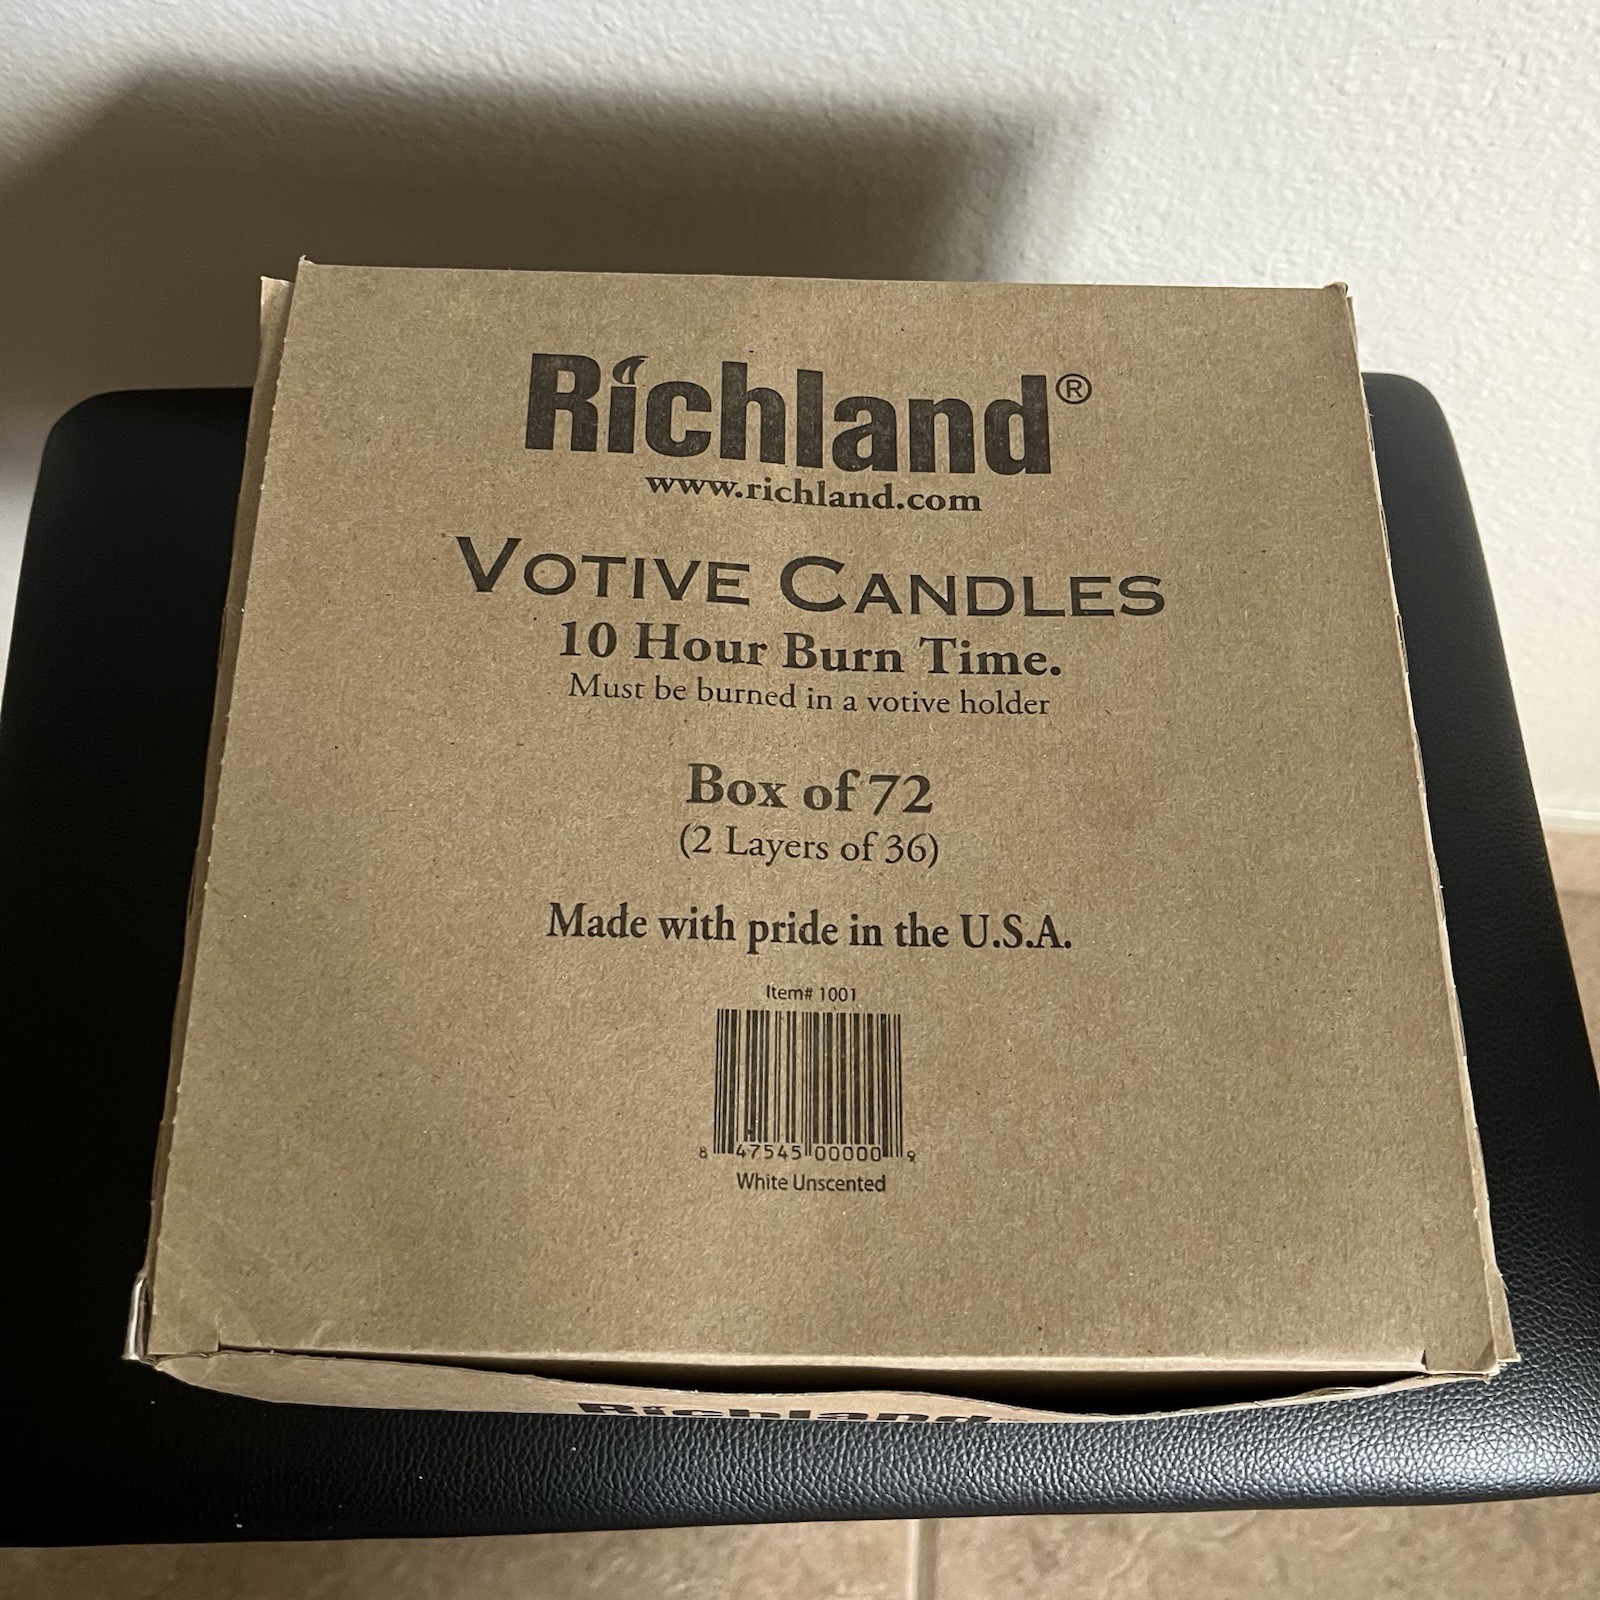 Richland®
www.richland.com
VOTIVE CANDLES
10 Hour Burn Time.
Must be burned in a votive holder
Box of 72
(2 Layers of 36)
Made with pride in the U.S.A.
Item# 1001
8 47545 00000 9
White Unscented
Richland